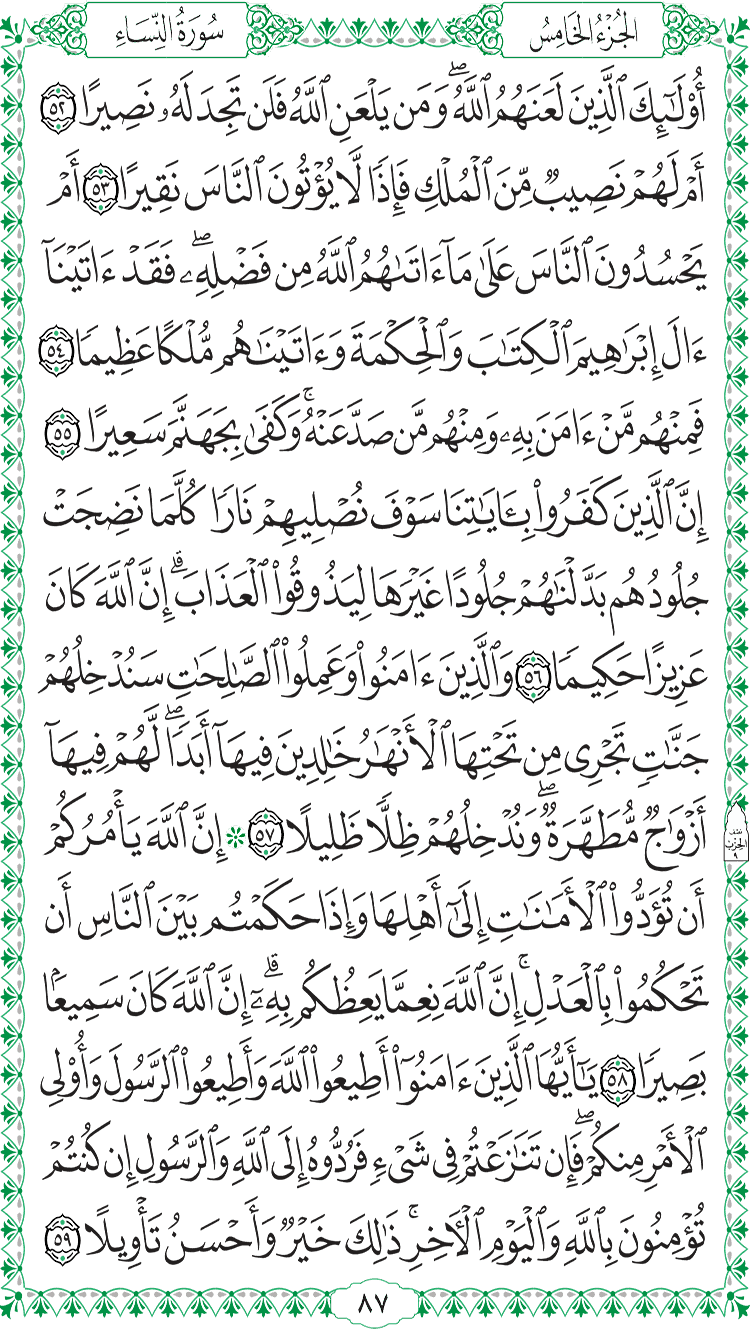 الجُزْءُ الخَامِسُ
سُورَةُ النِّسَاءِ
أُوْلَٰٓئِكَ ٱلَّذِينَ لَعَنَهُمُ ٱللَّهُۖ وَمَن يَلْعَنِ ٱللَّهُ فَلَن تَجِدَ لَهُۥ نَصِيرًا ٥٢
أَمْ لَهُمْ نَصِيبٌ مِّنَ ٱلْمُلْكِ فَإِذًا لَّا يُؤْتُونَ ٱلنَّاسَ نَقِيرًا ٥٣ أَمْ
يَحْسُدُونَ ٱلنَّاسَ عَلَىٰ مَآ ءَاتَىٰهُمُ ٱللَّهُ مِن فَضْلِهِۦۖ فَقَدْ ءَاتَيْنَآ
ءَالَ إِبْرَٰهِيمَ ٱلْكِتَٰبَ وَٱلْحِكْمَةَ وَءَاتَيْنَٰهُم مُّلْكًا عَظِيمًا ٥٤
فَمِنْهُم مَّنْ ءَامَنَ بِهِۦ وَمِنْهُم مَّن صَدَّ عَنْهُۚ وَكَفَىٰ بِجَهَنَّمَ سَعِيرًا ٥٥
إِنَّ ٱلَّذِينَ كَفَرُوا۟ بِـَٔايَٰتِنَا سَوْفَ نُصْلِيهِمْ نَارًا كُلَّمَا نَضِجَتْ
جُلُودُهُم بَدَّلْنَٰهُمْ جُلُودًا غَيْرَهَا لِيَذُوقُوا۟ ٱلْعَذَابَۗ إِنَّ ٱللَّهَ كَانَ
عَزِيزًا حَكِيمًا ٥٦ وَٱلَّذِينَ ءَامَنُوا۟ وَعَمِلُوا۟ ٱلصَّٰلِحَٰتِ سَنُدْخِلُهُمْ
جَنَّٰتٍ تَجْرِى مِن تَحْتِهَا ٱلْأَنْهَٰرُ خَٰلِدِينَ فِيهَآ أَبَدًاۖ لَّهُمْ فِيهَآ
أَزْوَٰجٌ مُّطَهَّرَةٌۖ وَنُدْخِلُهُمْ ظِلًّا ظَلِيلًا ٥٧ * إِنَّ ٱللَّهَ يَأْمُرُكُمْ
أَن تُؤَدُّوا۟ ٱلْأَمَٰنَٰتِ إِلَىٰٓ أَهْلِهَا وَإِذَا حَكَمْتُم بَيْنَ ٱلنَّاسِ أَن
تَحْكُمُوا۟ بِٱلْعَدْلِۚ إِنَّ ٱللَّهَ نِعِمَّا يَعِظُكُم بِهِۦٓۗ إِنَّ ٱللَّهَ كَانَ سَمِيعًۢا
بَصِيرًا ٥٨ يَٰٓأَيُّهَا ٱلَّذِينَ ءَامَنُوٓا۟ أَطِيعُوا۟ ٱللَّهَ وَأَطِيعُوا۟ ٱلرَّسُولَ وَأُو۟لِى
ٱلْأَمْرِ مِنكُمْۖ فَإِن تَنَٰزَعْتُمْ فِى شَىْءٍ فَرُدُّوهُ إِلَى ٱللَّهِ وَٱلرَّسُولِ إِن كُنتُمْ
تُؤْمِنُونَ بِٱللَّهِ وَٱلْيَوْمِ ٱلْـَٔاخِرِۚ ذَٰلِكَ خَيْرٌ وَأَحْسَنُ تَأْوِيلًا ٥٩
نصف
الحزب
٩
٨٧